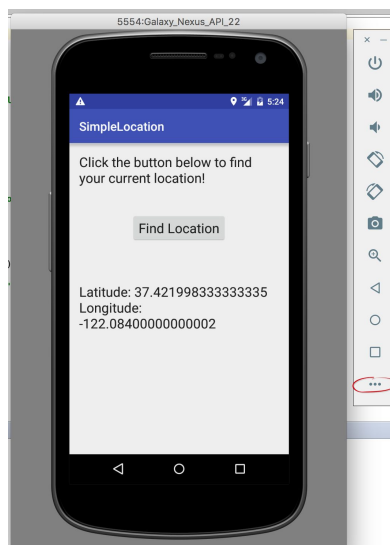 5554:Galaxy_Nexus_API_22
3G
5:24
SimpleLocation
Click the button below to find
your current location!
Find Location
Latitude: 37.421998333333335
Longitude:
-122.08400000000002